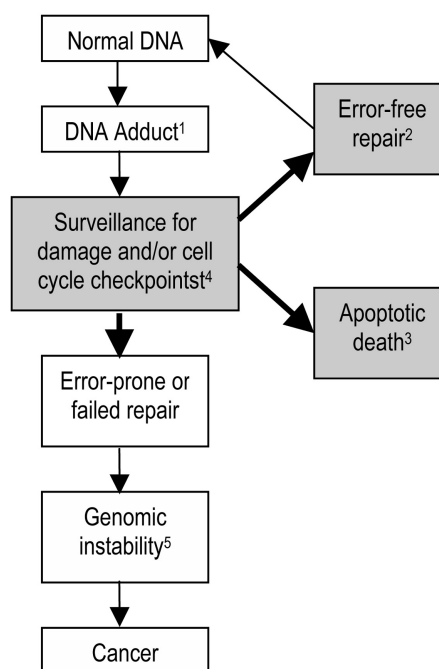 Normal DNA
DNA Adduct¹
Error-free
repair²
Surveillance for
damage and/or cell
cycle checkpointst⁴
Apoptotic
death³
Error-prone or
failed repair
Genomic
instability⁵
Cancer